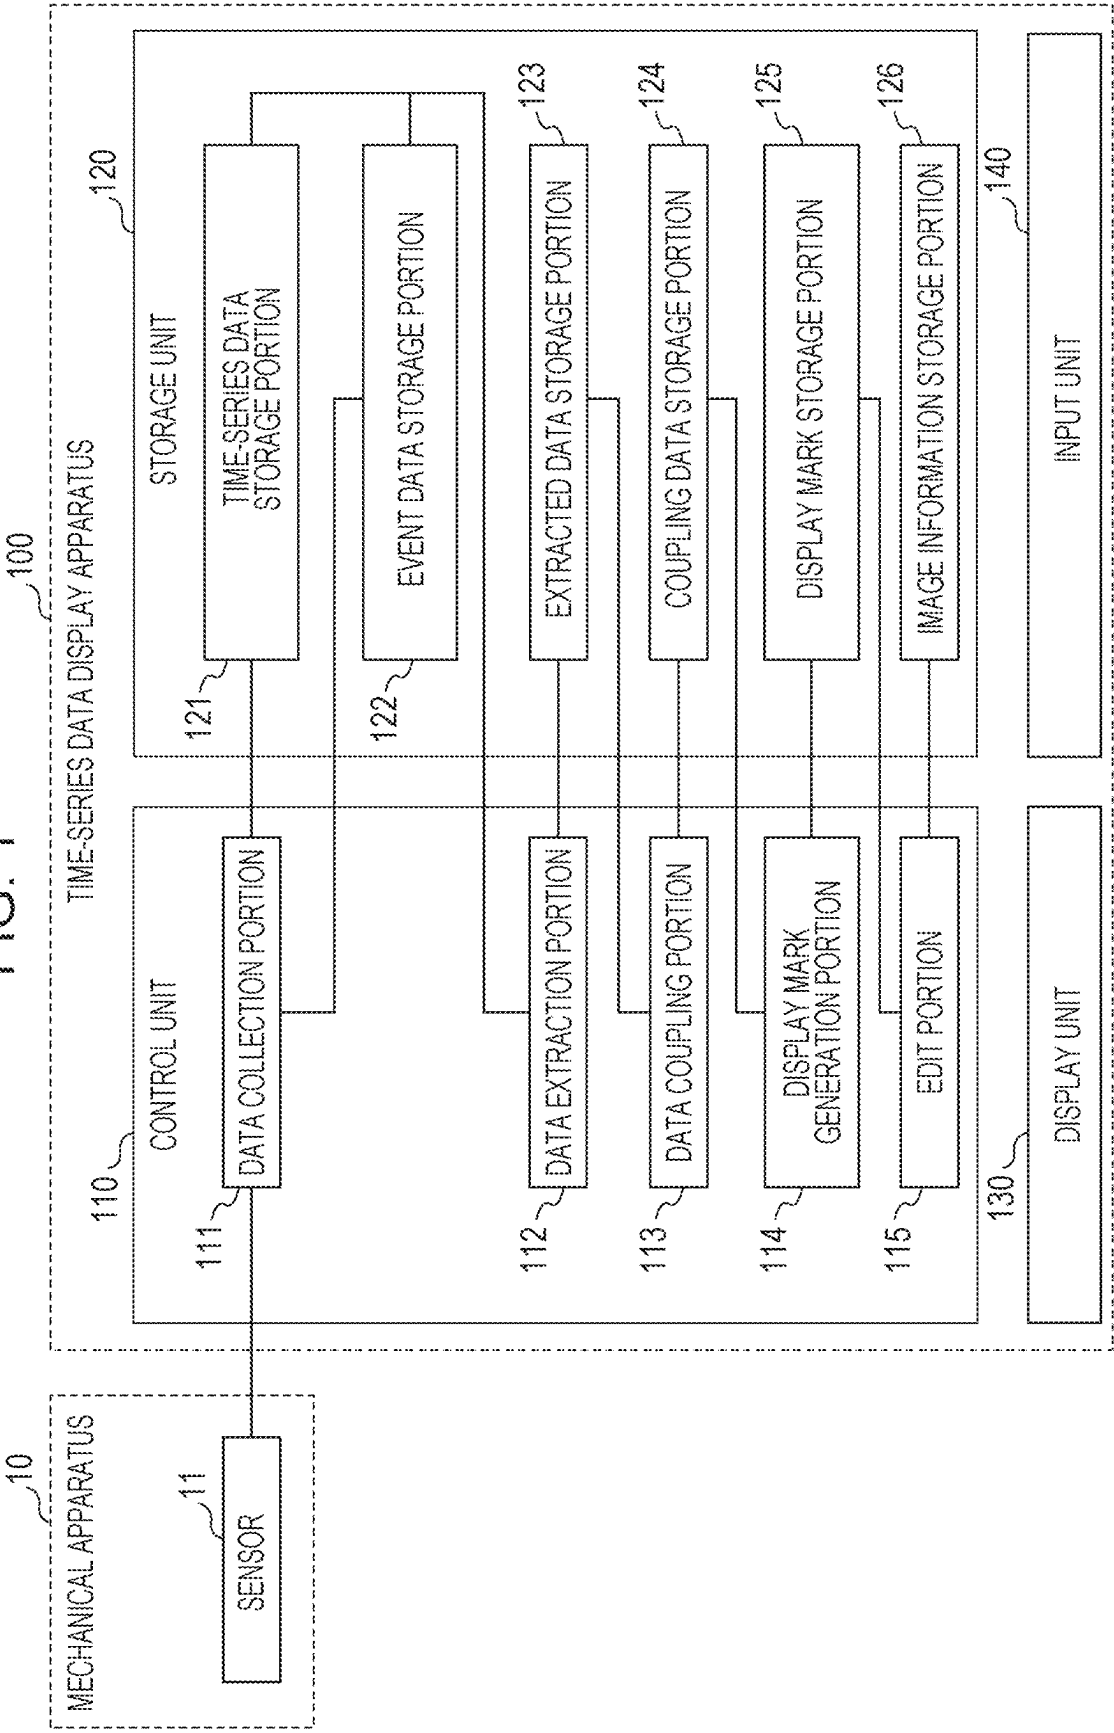 FIG. 1
10
MECHANICAL APPARATUS
11
SENSOR
100
TIME-SERIES DATA DISPLAY APPARATUS
110
CONTROL UNIT
111
DATA COLLECTION PORTION
112
DATA EXTRACTION PORTION
113
DATA COUPLING PORTION
114
DISPLAY MARK
GENERATION PORTION
115
EDIT PORTION
120
STORAGE UNIT
121
TIME-SERIES DATA
STORAGE PORTION
122
EVENT DATA STORAGE PORTION
123
EXTRACTED DATA STORAGE PORTION
124
COUPLING DATA STORAGE PORTION
125
DISPLAY MARK STORAGE PORTION
126
IMAGE INFORMATION STORAGE PORTION
130
DISPLAY UNIT
140
INPUT UNIT